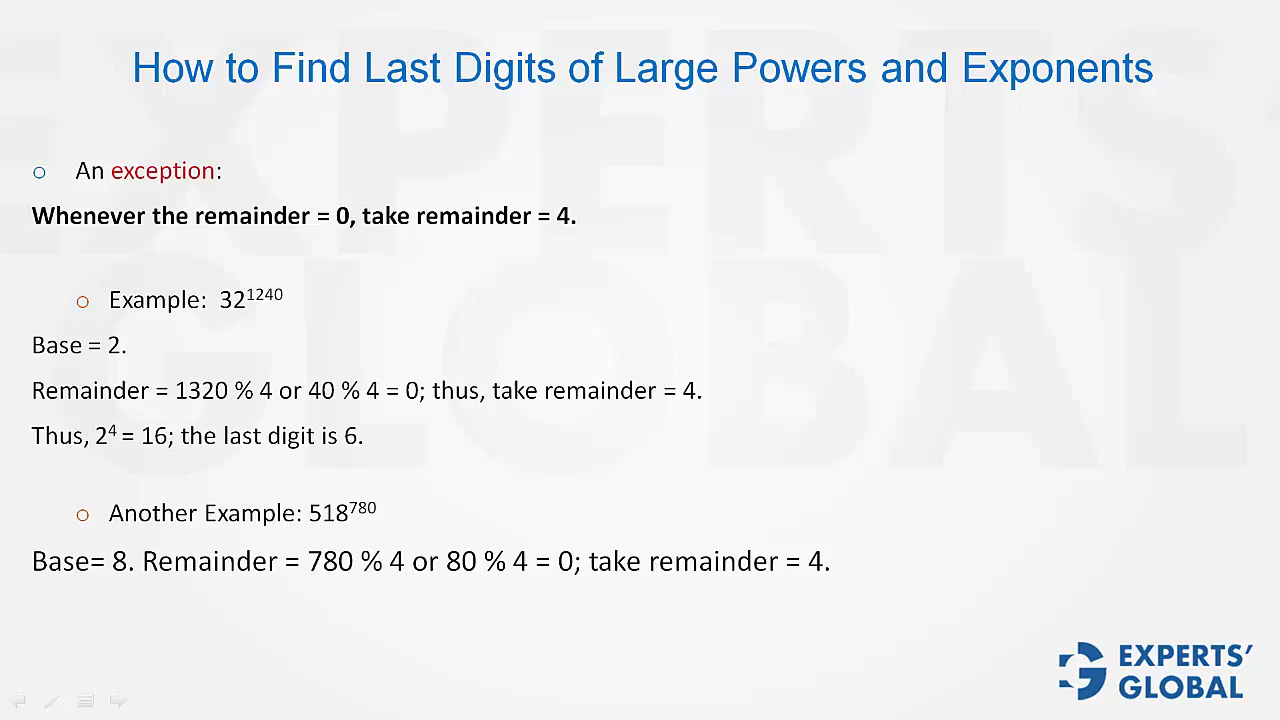 How to Find Last Digits of Large Powers and Exponents
An exception:
Whenever the remainder = 0, take remainder = 4.
Example: 32¹²⁴⁰
Base = 2.
Remainder = 1320 % 4 or 40 % 4 = 0; thus, take remainder = 4.
Thus, 2⁴ = 16; the last digit is 6.
Another Example: 518⁷⁸⁰
Base= 8. Remainder = 780 % 4 or 80 % 4 = 0; take remainder = 4.
EXPERTS’
GLOBAL